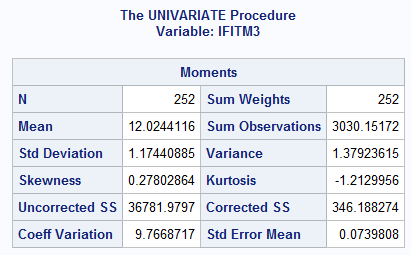 The UNIVARIATE Procedure
Variable: IFITM3
Moments
N 252 Sum Weights 252
Mean 12.0244116 Sum Observations 3030.15172
Std Deviation 1.17440885 Variance 1.37923615
Skewness 0.27802864 Kurtosis -1.2129956
Uncorrected SS 36781.9797 Corrected SS 346.188274
Coeff Variation 9.7668717 Std Error Mean 0.0739808